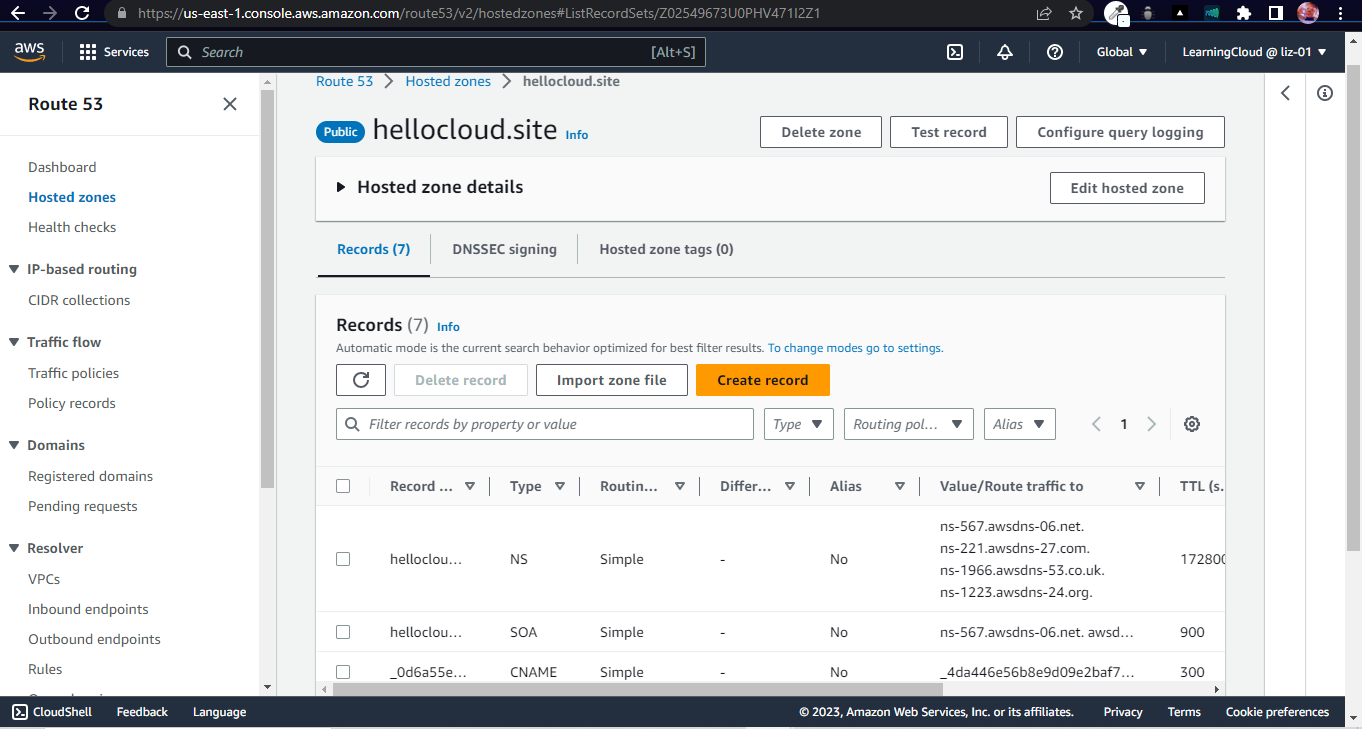 https://us-east-1.console.aws.amazon.com/route53/v2/hostedzones#ListRecordSets/Z02549673U0PHV471I2Z1
aws Services Search [Alt+S] Global LearningCloud @ liz-01
Route 53
Dashboard
Hosted zones
Health checks
IP-based routing
CIDR collections
Traffic flow
Traffic policies
Policy records
Domains
Registered domains
Pending requests
Resolver
VPCs
Inbound endpoints
Outbound endpoints
Rules
Route 53 Hosted zones hellocloud.site
Public hellocloud.site Info Delete zone Test record Configure query logging
Hosted zone details Edit hosted zone
Records (7) DNSSEC signing Hosted zone tags (0)
Records (7) Info
Automatic mode is the current search behavior optimized for best filter results. To change modes go to settings.
Delete record Import zone file Create record
Filter records by property or value Type Routing pol... Alias 1
Record ... Type Routin... Differ... Alias Value/Route traffic to TTL (s.
ns-567.awsdns-06.net.
ns-221.awsdns-27.com.
helloclou... NS Simple - No 172800
ns-1966.awsdns-53.co.uk.
ns-1223.awsdns-24.org.
helloclou... SOA Simple - No ns-567.awsdns-06.net. awsd... 900
_0d6a55e... CNAME Simple - No _4da446e56b8e9d09e2baf7... 300
CloudShell Feedback Language © 2023, Amazon Web Services, Inc. or its affiliates. Privacy Terms Cookie preferences